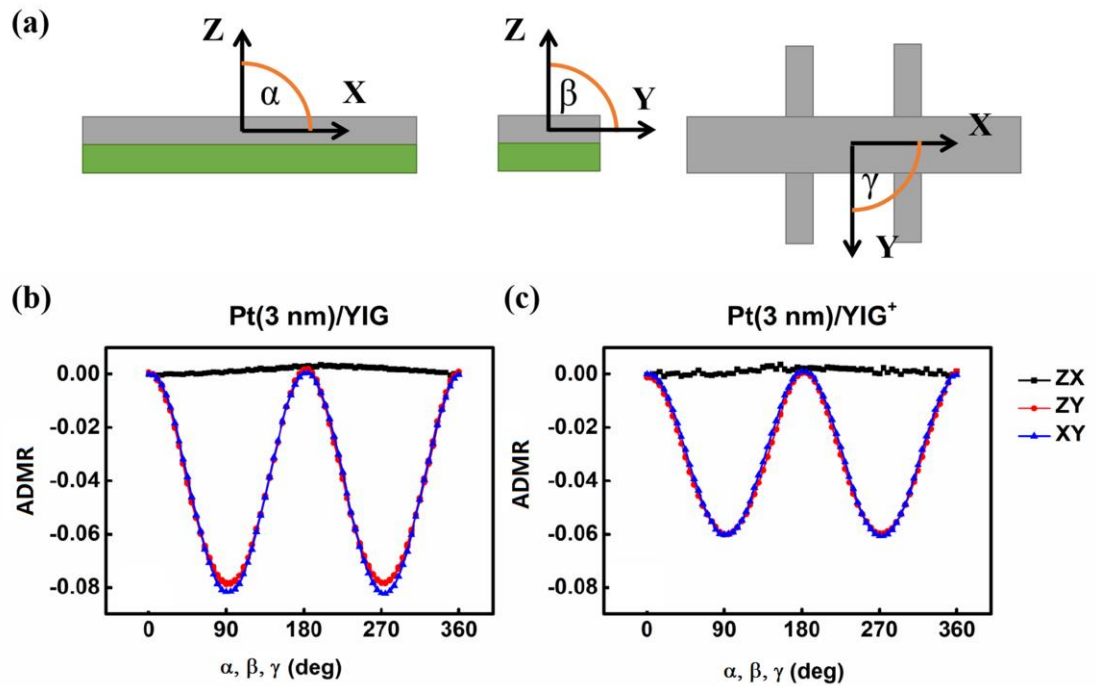 (a)
Z
α
X
Z
β
Y
X
γ
Y
(b)
Pt(3 nm)/YIG
ADMR
0.00
-0.02
-0.04
-0.06
-0.08
0
90
180
270
360
α, β, γ (deg)
(c)
Pt(3 nm)/YIG⁺
ADMR
0.00
-0.02
-0.04
-0.06
-0.08
0
90
180
270
360
α, β, γ (deg)
ZX
ZY
XY